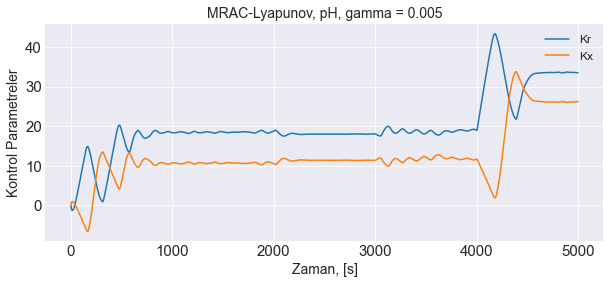 MRAC-Lyapunov, pH, gamma = 0.005
Kontrol Parametreler
40
30
20
10
0
Kr
Kx
0 1000 2000 3000 4000 5000
Zaman, [s]